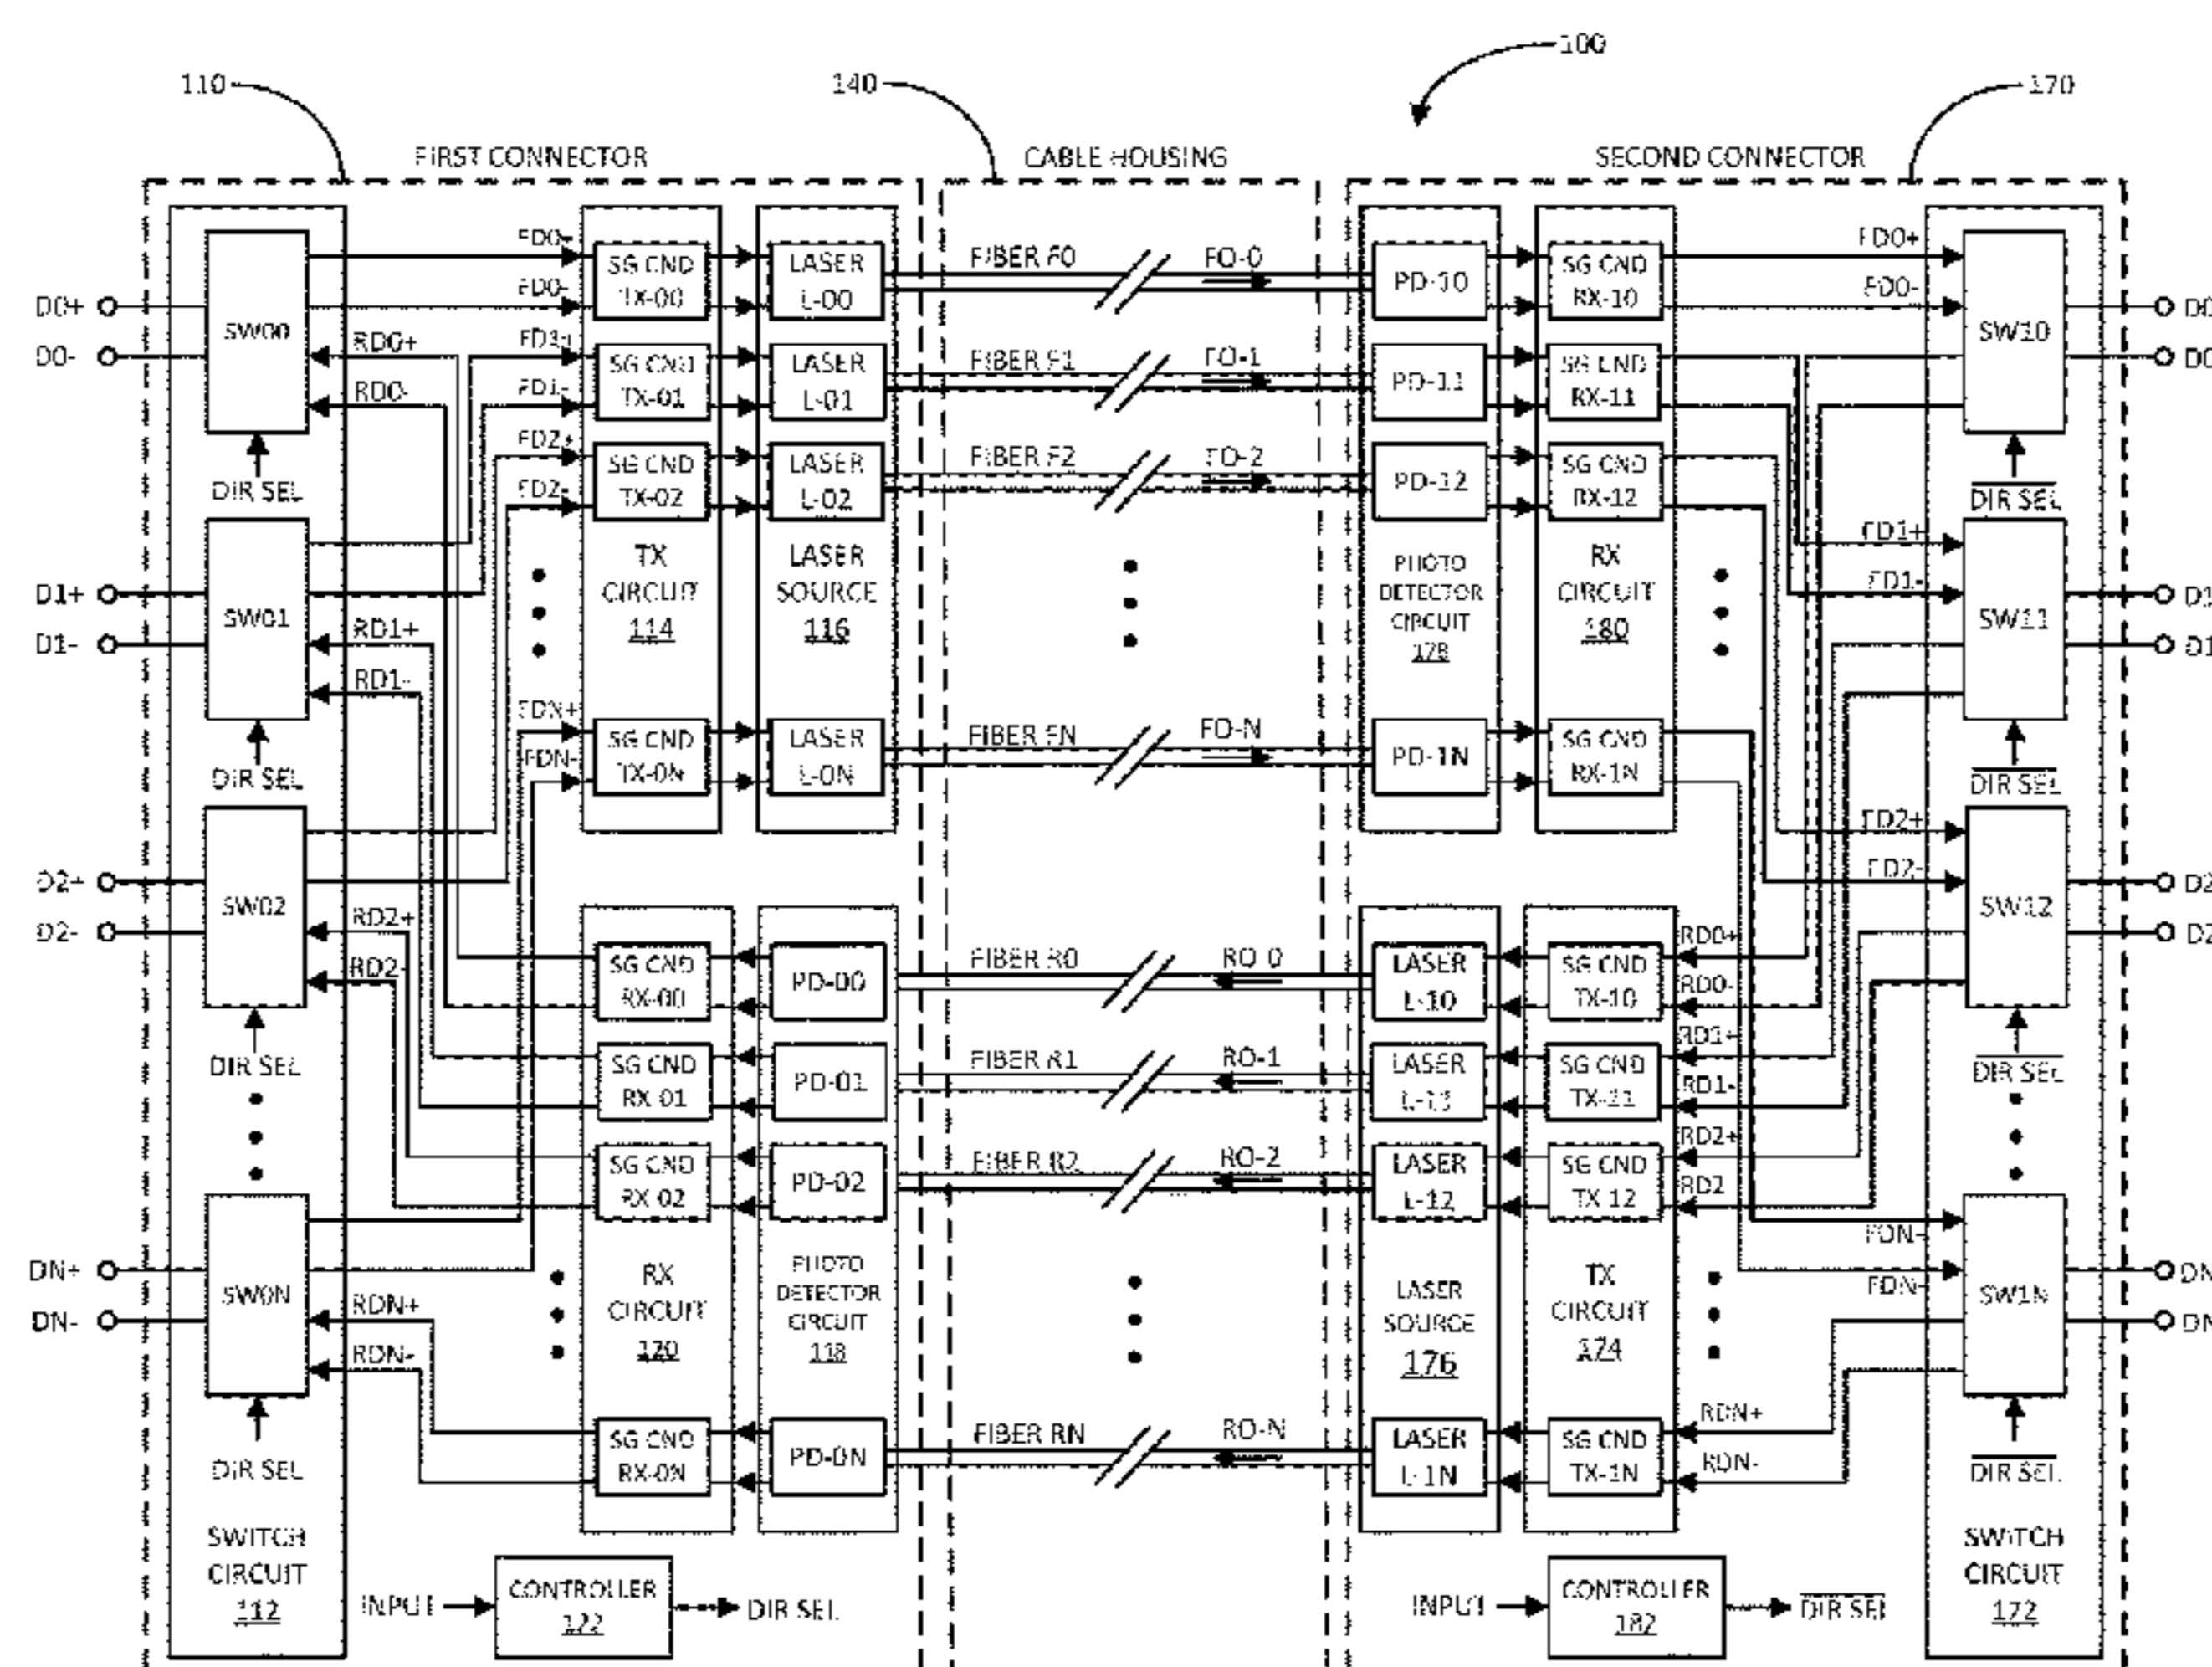 100
110
140
170
FIRST CONNECTOR
CABLE HOUSING
SECOND CONNECTOR
D0+
D0-
SW00
DIR SEL
RD0+
RD0-
FD0-
SG CND
TX-00
LASER
L-00
FIBER F0
FO-0
PD-10
SG CND
RX-10
FD0+
FD0-
SW10
DIR SEL
D0
D0
FD1-
SG CND
TX-01
LASER
L-01
FIBER F1
FO-1
PD-11
SG CND
RX-11
FD2-
SG CND
TX-02
LASER
L-02
FIBER F2
FO-2
PD-12
SG CND
RX-12
D1+
D1-
SW01
DIR SEL
RD1+
RD1-
TX
CIRCUIT
114
LASER
SOURCE
116
PHOTO
DETECTOR
CIRCUIT
178
RX
CIRCUIT
180
FD1+
FD1-
SW11
DIR SEL
D1
D1
FDN+
FDN-
SG CND
TX-0N
LASER
L-0N
FIBER FN
FO-N
PD-1N
SG CND
RX-1N
D2+
D2-
SW02
DIR SEL
RD2+
RD2-
FD2+
FD2-
SW12
DIR SEL
D2
D2
SG CND
RX-00
PD-00
FIBER R0
RO-0
LASER
L-10
SG CND
TX-10
RD0+
RD0-
SG CND
RX-01
PD-01
FIBER R1
RO-1
LASER
L-11
SG CND
RD1+
RD1-
SG CND
RX-02
PD-02
FIBER R2
RO-2
LASER
L-12
SG CND
TX-12
RD2+
RD2
DN+
DN-
SW0N
DIR SEL
RDN+
RDN-
RX
CIRCUIT
120
PHOTO
DETECTOR
CIRCUIT
118
LASER
SOURCE
176
TX
CIRCUIT
174
FDN-
SW1N
DIR SEL
DN
DN
SG CND
RX-0N
PD-0N
FIBER RN
RO-N
LASER
L-1N
SG CND
TX-1N
RDN+
RDN-
SWITCH
CIRCUIT
112
INPUT
CONTROLLER
122
DIR SEL
INPUT
CONTROLLER
182
DIR SEL
SWITCH
CIRCUIT
172